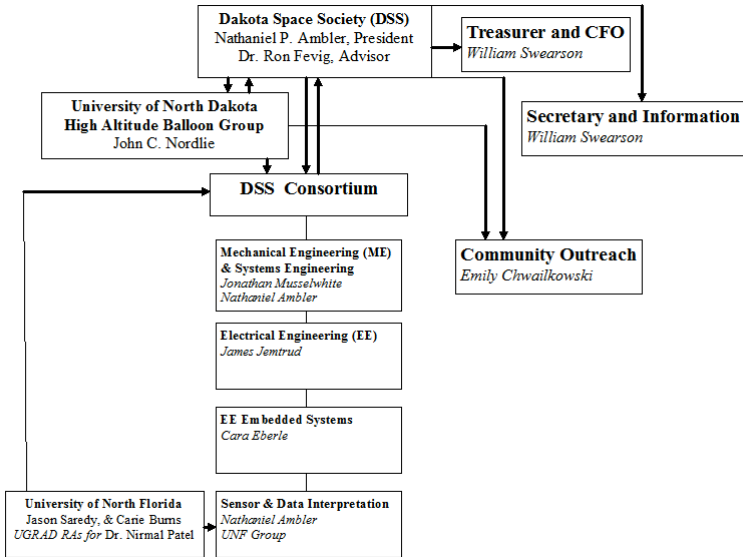 Dakota Space Society (DSS)
Nathaniel P. Ambler, President
Dr. Ron Fevig, Advisor
Treasurer and CFO
William Swearson
University of North Dakota
High Altitude Balloon Group
John C. Nordlie
Secretary and Information
William Swearson
DSS Consortium
Mechanical Engineering (ME)
& Systems Engineering
Jonathan Musselwhite
Nathaniel Ambler
Community Outreach
Emily Chwailkowski
Electrical Engineering (EE)
James Jemtrud
EE Embedded Systems
Cara Eberle
University of North Florida
Jason Saredy, & Carie Burns
UGRAD RAs for Dr. Nirmal Patel
Sensor & Data Interpretation
Nathaniel Ambler
UNF Group